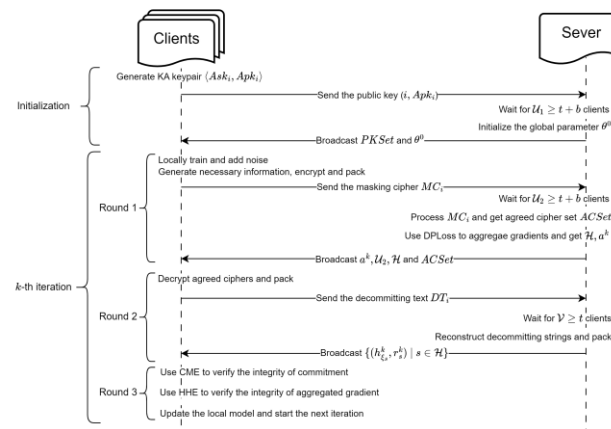 Clients
Sever
Generate KA keypair ⟨Ask_i, Apk_i⟩
Initialization
Send the public key (i, Apk_i)
Wait for 𝒰_1 ≥ t + b clients
Initialize the global parameter θ^0
Broadcast PKSet and θ^0
Locally train and add noise
Generate necessary information, encrypt and pack
Round 1
Send the masking cipher MC_i
Wait for 𝒰_2 ≥ t + b clients
Process MC_i and get agreed cipher set ACSet
Use DPLoss to aggregae gradients and get ℋ, a^k
Broadcast a^k, 𝒰_2, ℋ and ACSet
k-th iteration
Decrypt agreed ciphers and pack
Round 2
Send the decommitting text DT_i
Wait for 𝒱 ≥ t clients
Reconstruct decommitting strings and pack
Broadcast {(h^k_{ξ_s}, r^k_s) | s ∈ ℋ}
Use CME to verify the integrity of commitment
Round 3
Use HHE to verify the integrity of aggregated gradient
Update the local model and start the next iteration